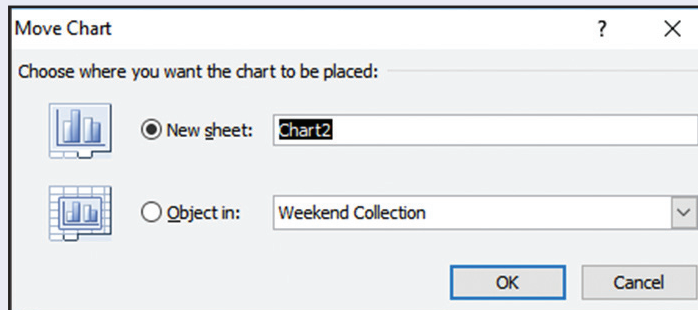 Move Chart ?
Choose where you want the chart to be placed:
New sheet: Chart2
Object in: Weekend Collection
OK Cancel